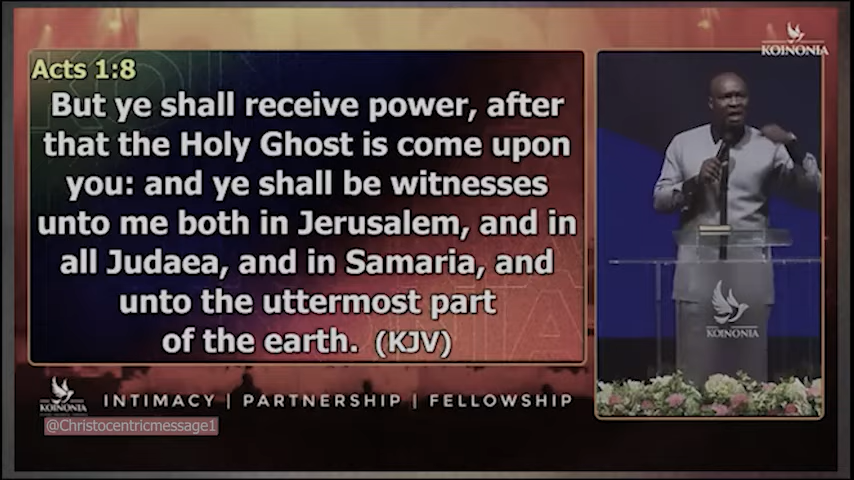 Acts 1:8
But ye shall receive power, after
that the Holy Ghost is come upon
you: and ye shall be witnesses
unto me both in Jerusalem, and in
all Judaea, and in Samaria, and
unto the uttermost part
of the earth. (KJV)
KOINONIA
KOINONIA
KOINONIA
INTIMACY | PARTNERSHIP | FELLOWSHIP
@Christocentricmessage1